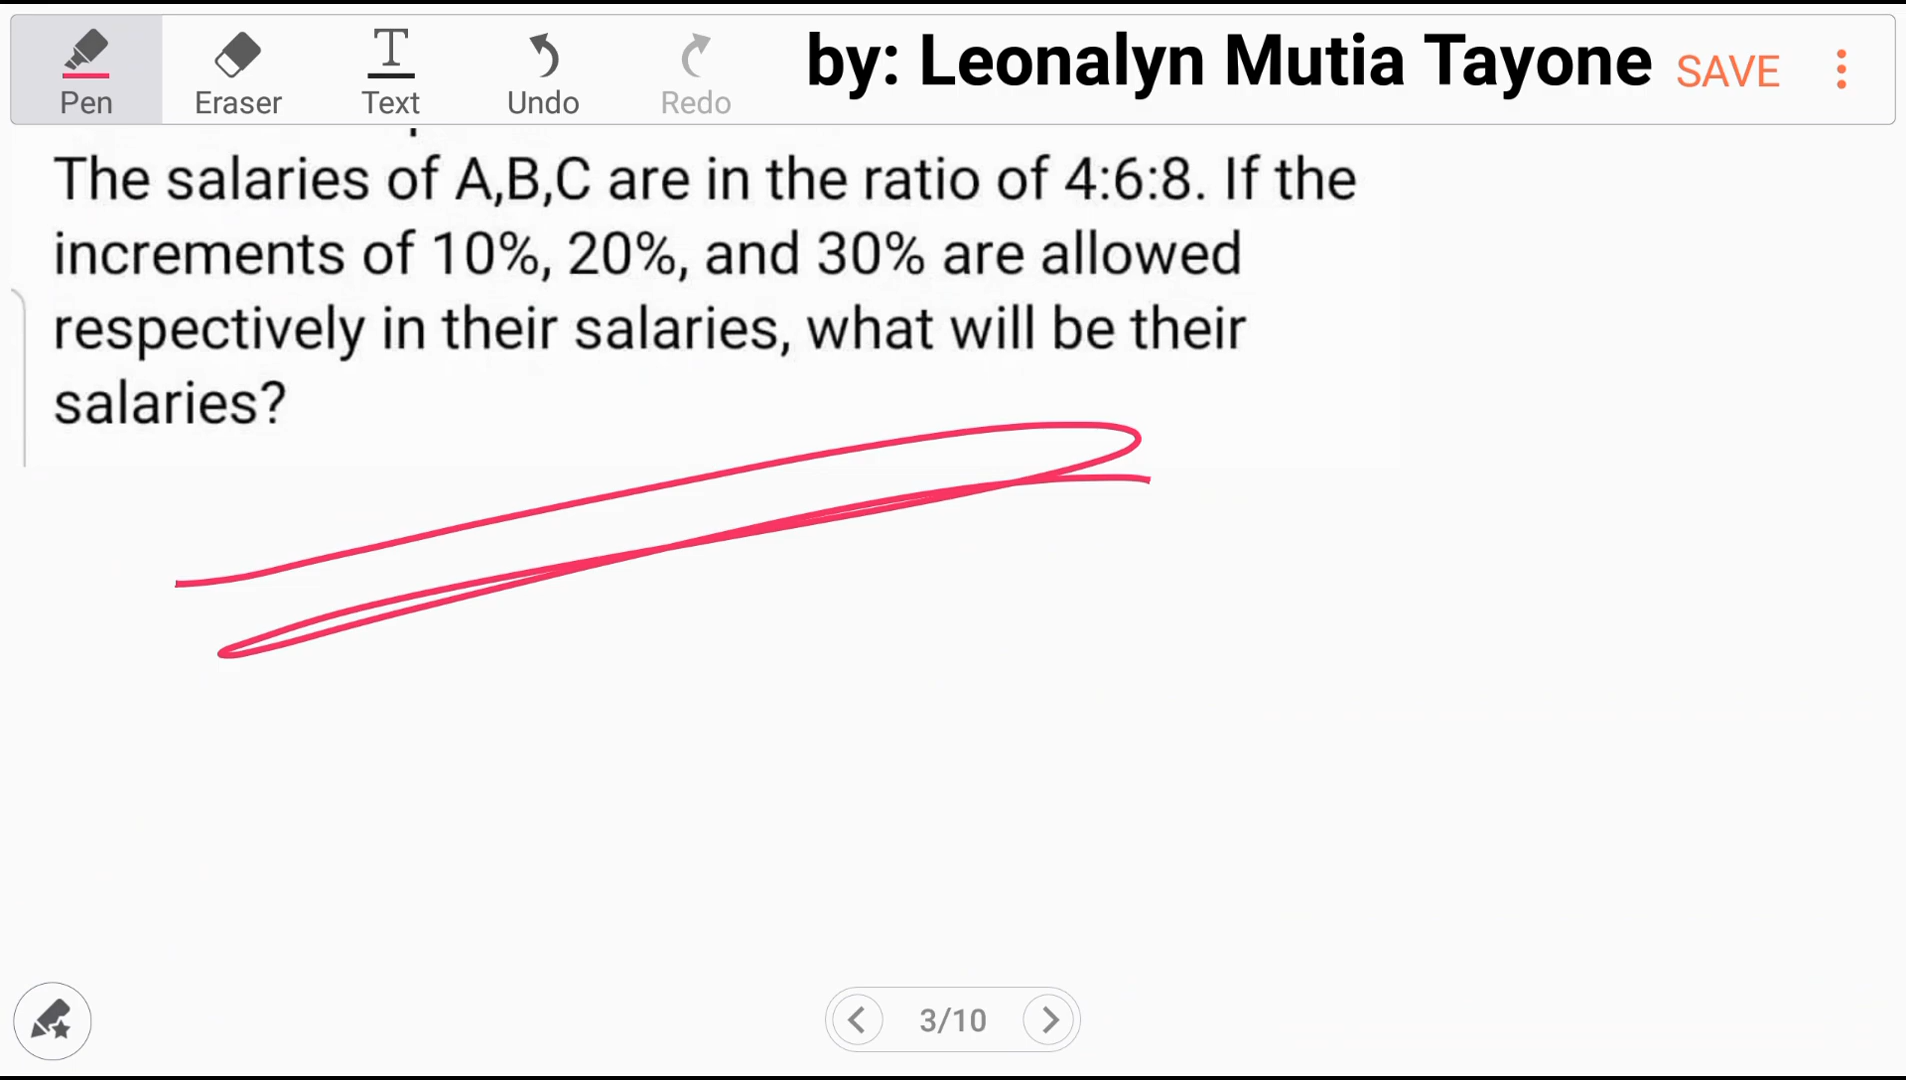 Pen
Eraser
Text
Undo
Redo
by: Leonalyn Mutia Tayone
SAVE
The salaries of A,B,C are in the ratio of 4:6:8. If the
increments of 10%, 20%, and 30% are allowed
respectively in their salaries, what will be their
salaries?
3/10